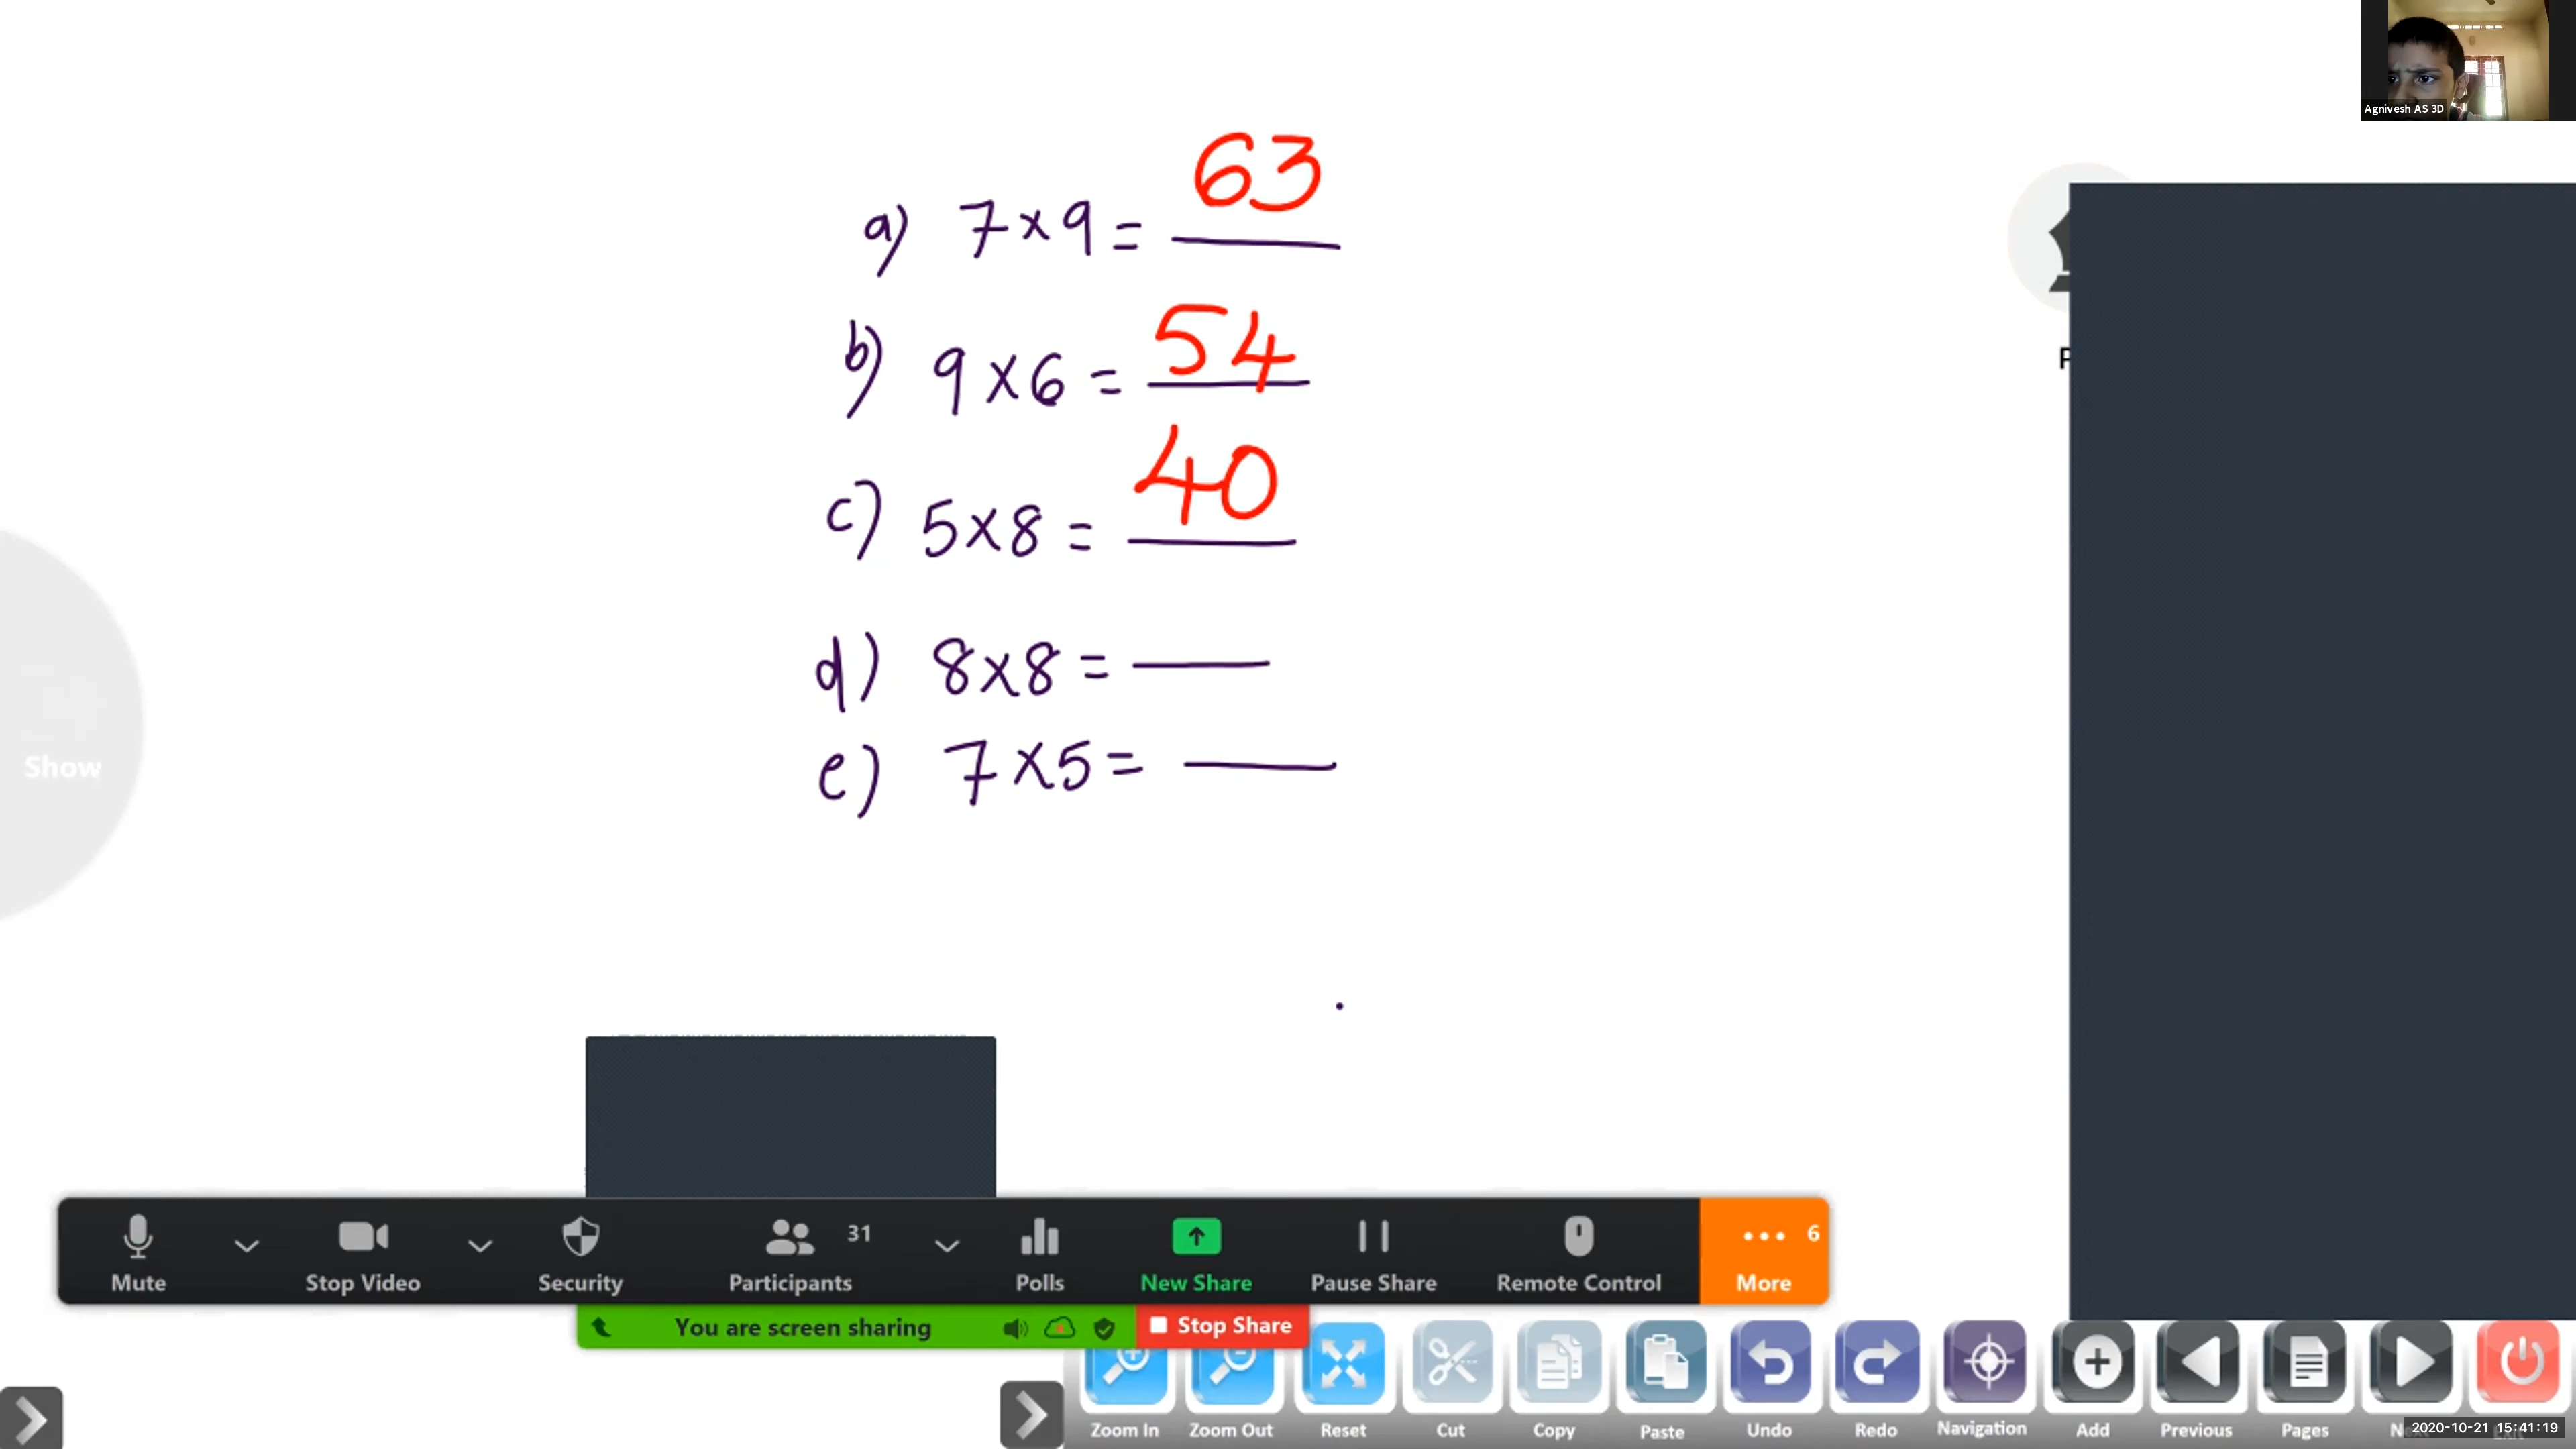 Agnivesh AS 3D
a) 7×9= 63
b) 9×6= 54
c) 5×8= 40
d) 8×8= ___
e) 7×5= ___
Show
Mute Stop Video Security Participants 31 Polls New Share Pause Share Remote Control More 6
You are screen sharing Stop Share
Zoom In Zoom Out Reset Cut Copy Paste Undo Redo Navigation Add Previous Pages
2020-10-21 15:41:19